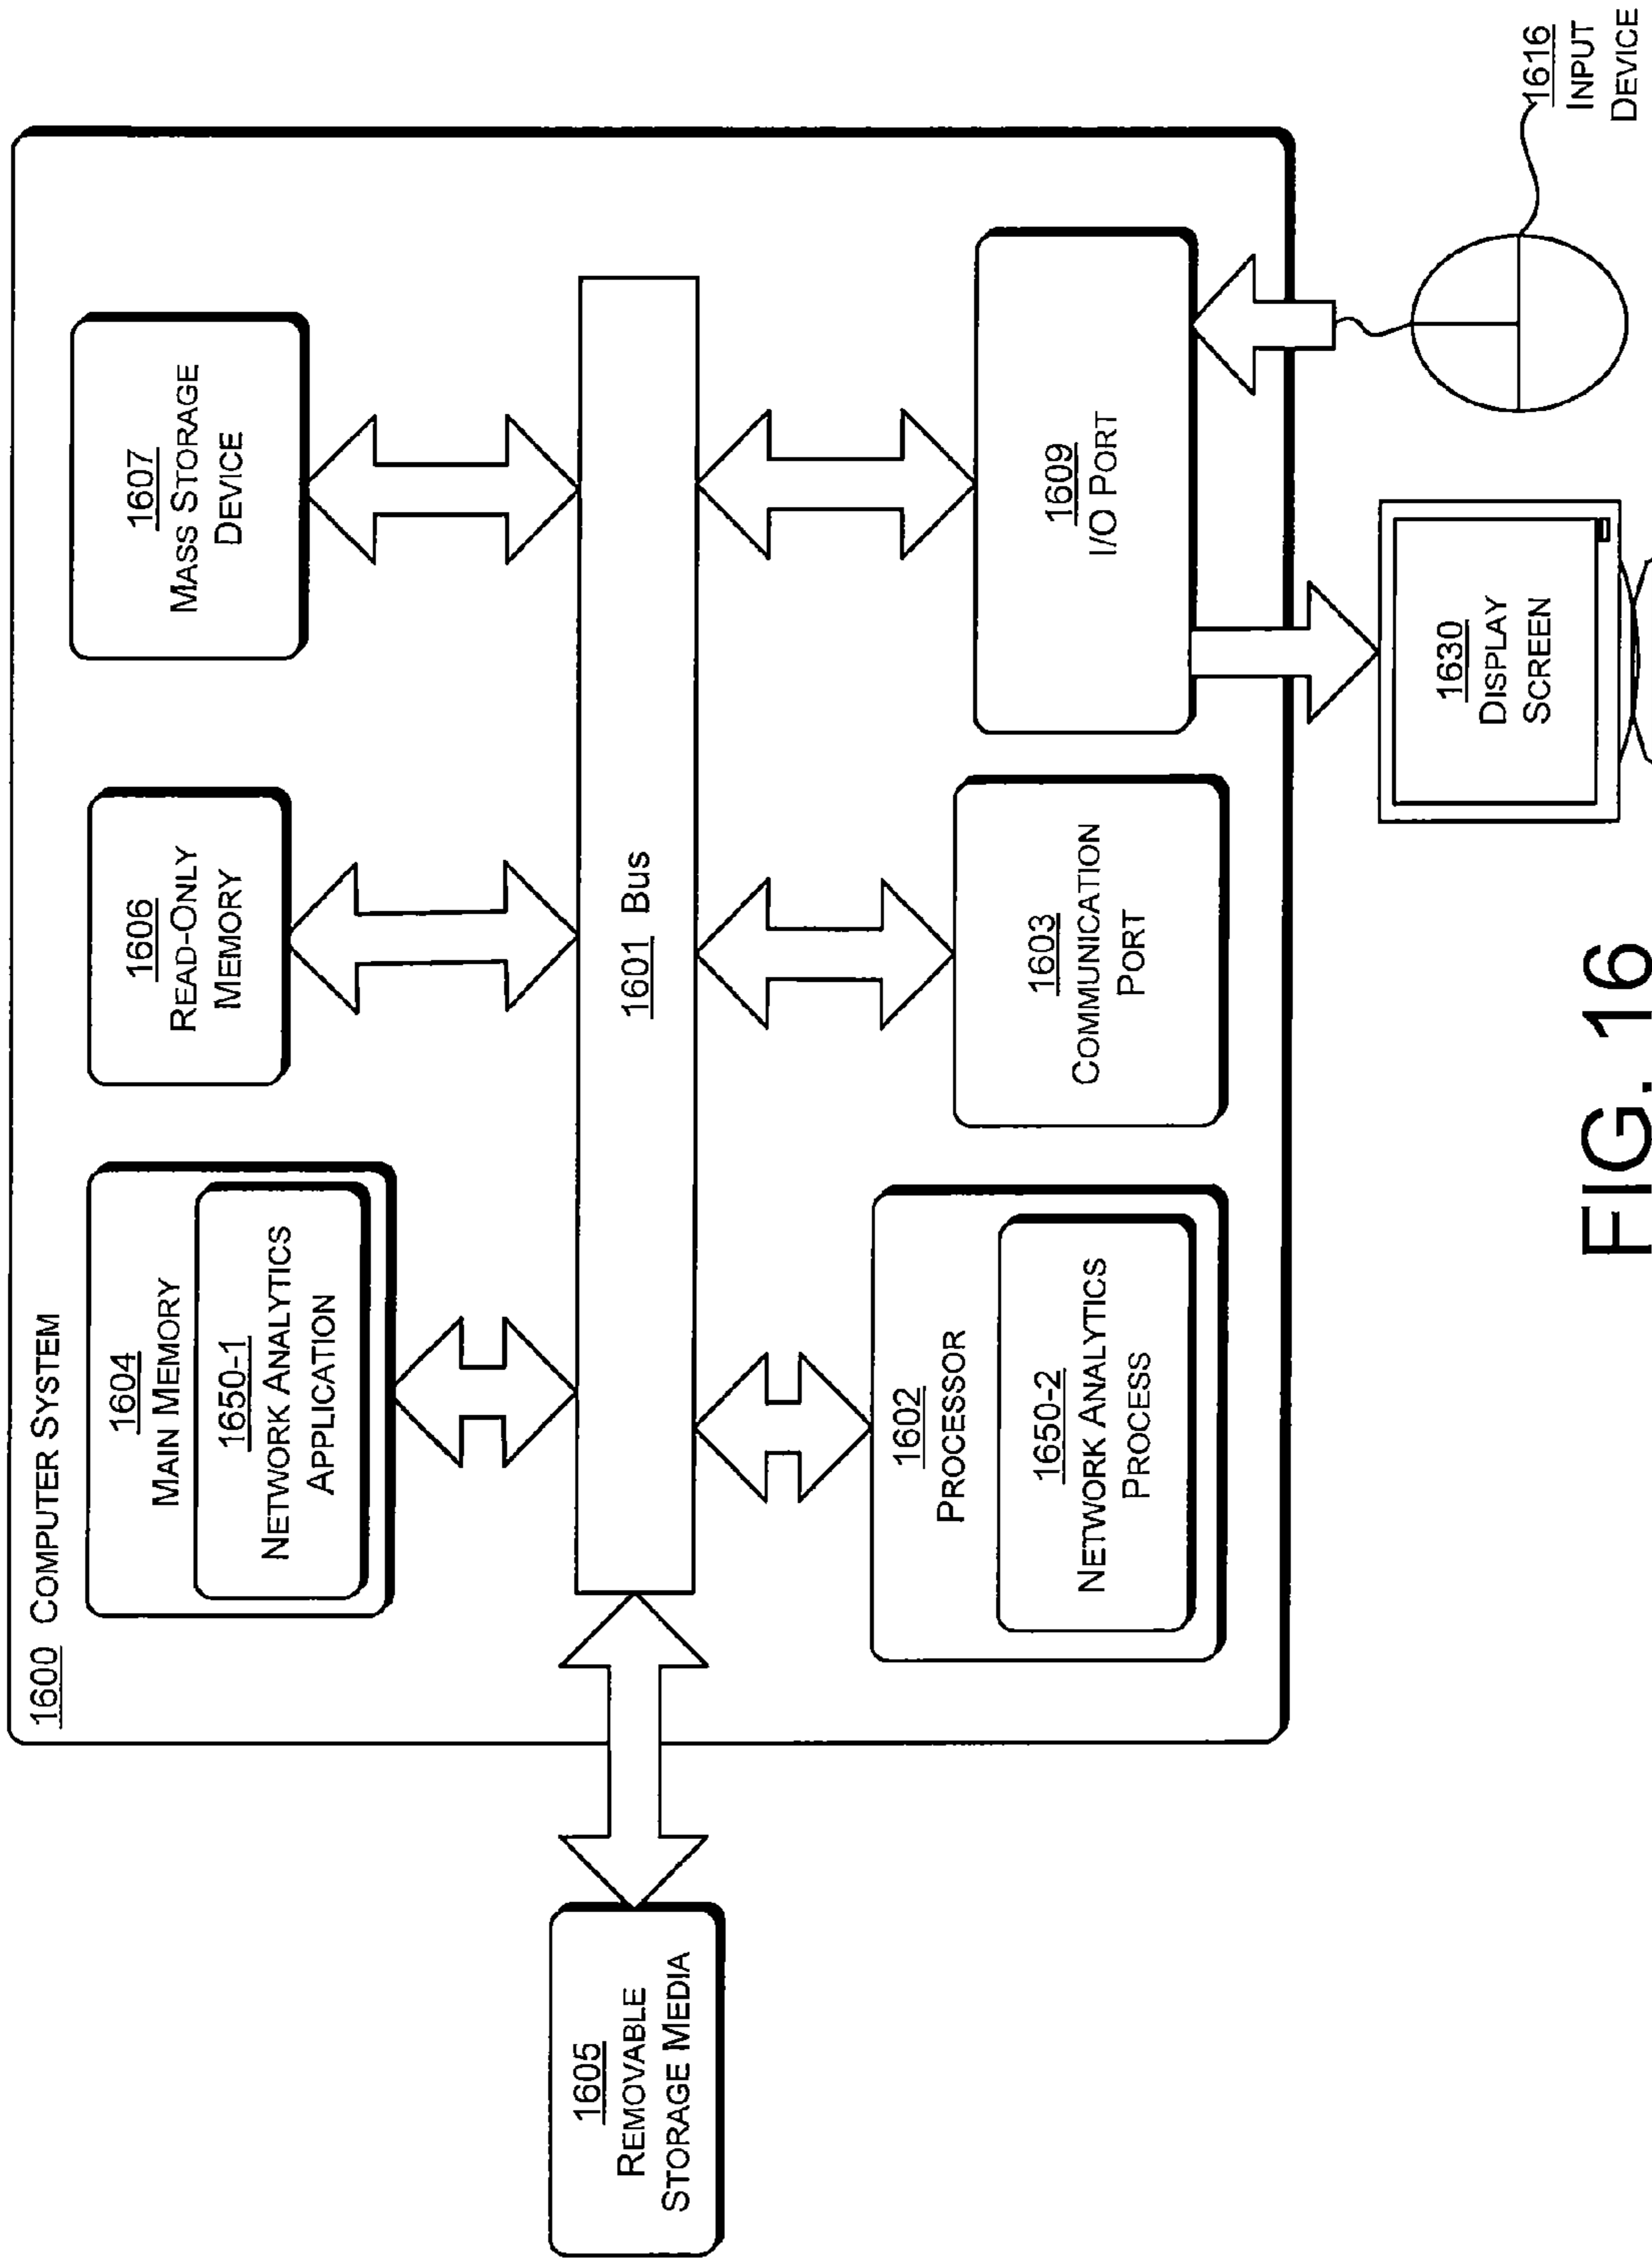 1600 COMPUTER SYSTEM
1604
MAIN MEMORY
1650-1
NETWORK ANALYTICS
APPLICATION
1606
READ-ONLY
MEMORY
1607
MASS STORAGE
DEVICE
1605
REMOVABLE
STORAGE MEDIA
1601 Bus
1602
PROCESSOR
1650-2
NETWORK ANALYTICS
PROCESS
1603
COMMUNICATION
PORT
1609
I/O PORT
1630
DISPLAY
SCREEN
1616
INPUT
DEVICE
FIG. 16